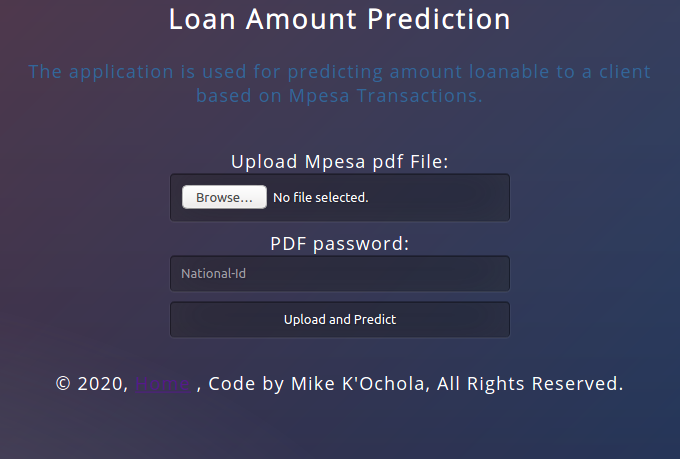 Loan Amount Prediction
The application is used for predicting amount loanable to a client
based on Mpesa Transactions.
Upload Mpesa pdf File:
Browse… No file selected.
PDF password:
National-Id
Upload and Predict
© 2020, Home , Code by Mike K'Ochola, All Rights Reserved.